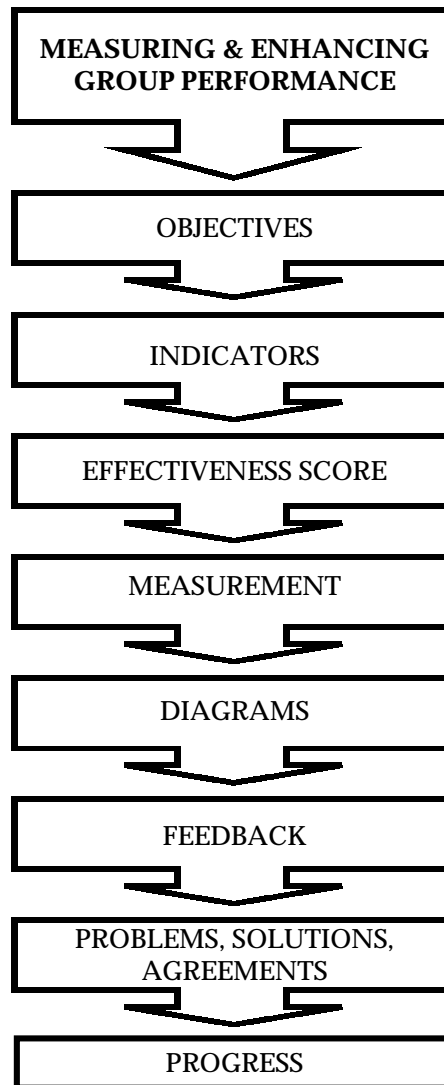 MEASURING & ENHANCING
GROUP PERFORMANCE
OBJECTIVES
INDICATORS
EFFECTIVENESS SCORE
MEASUREMENT
DIAGRAMS
FEEDBACK
PROBLEMS, SOLUTIONS,
AGREEMENTS
PROGRESS